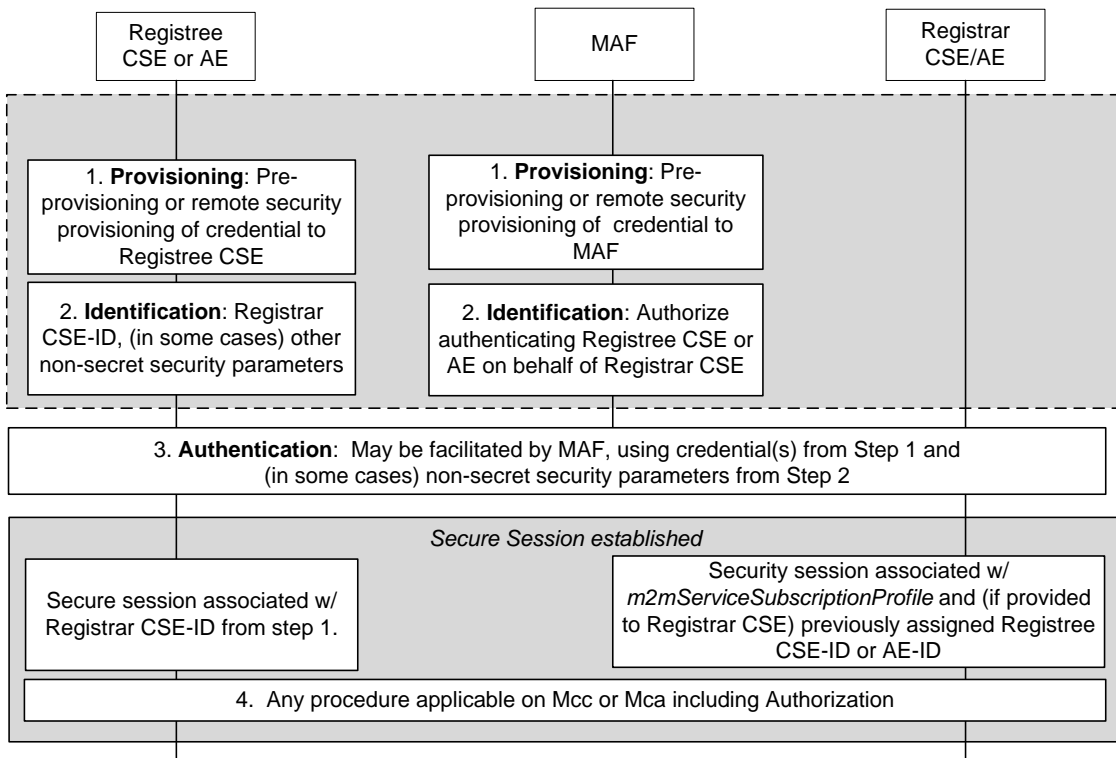 Registree
CSE or AE
MAF
Registrar
CSE/AE
1. Provisioning: Pre-
provisioning or remote security
provisioning of credential to
Registree CSE
1. Provisioning: Pre-
provisioning or remote security
provisioning of credential to
MAF
2. Identification: Registrar
CSE-ID, (in some cases) other
non-secret security parameters
2. Identification: Authorize
authenticating Registree CSE or
AE on behalf of Registrar CSE
3. Authentication: May be facilitated by MAF, using credential(s) from Step 1 and
(in some cases) non-secret security parameters from Step 2
Secure Session established
Secure session associated w/
Registrar CSE-ID from step 1.
Security session associated w/
m2mServiceSubscriptionProfile and (if provided
to Registrar CSE) previously assigned Registree
CSE-ID or AE-ID
4. Any procedure applicable on Mcc or Mca including Authorization